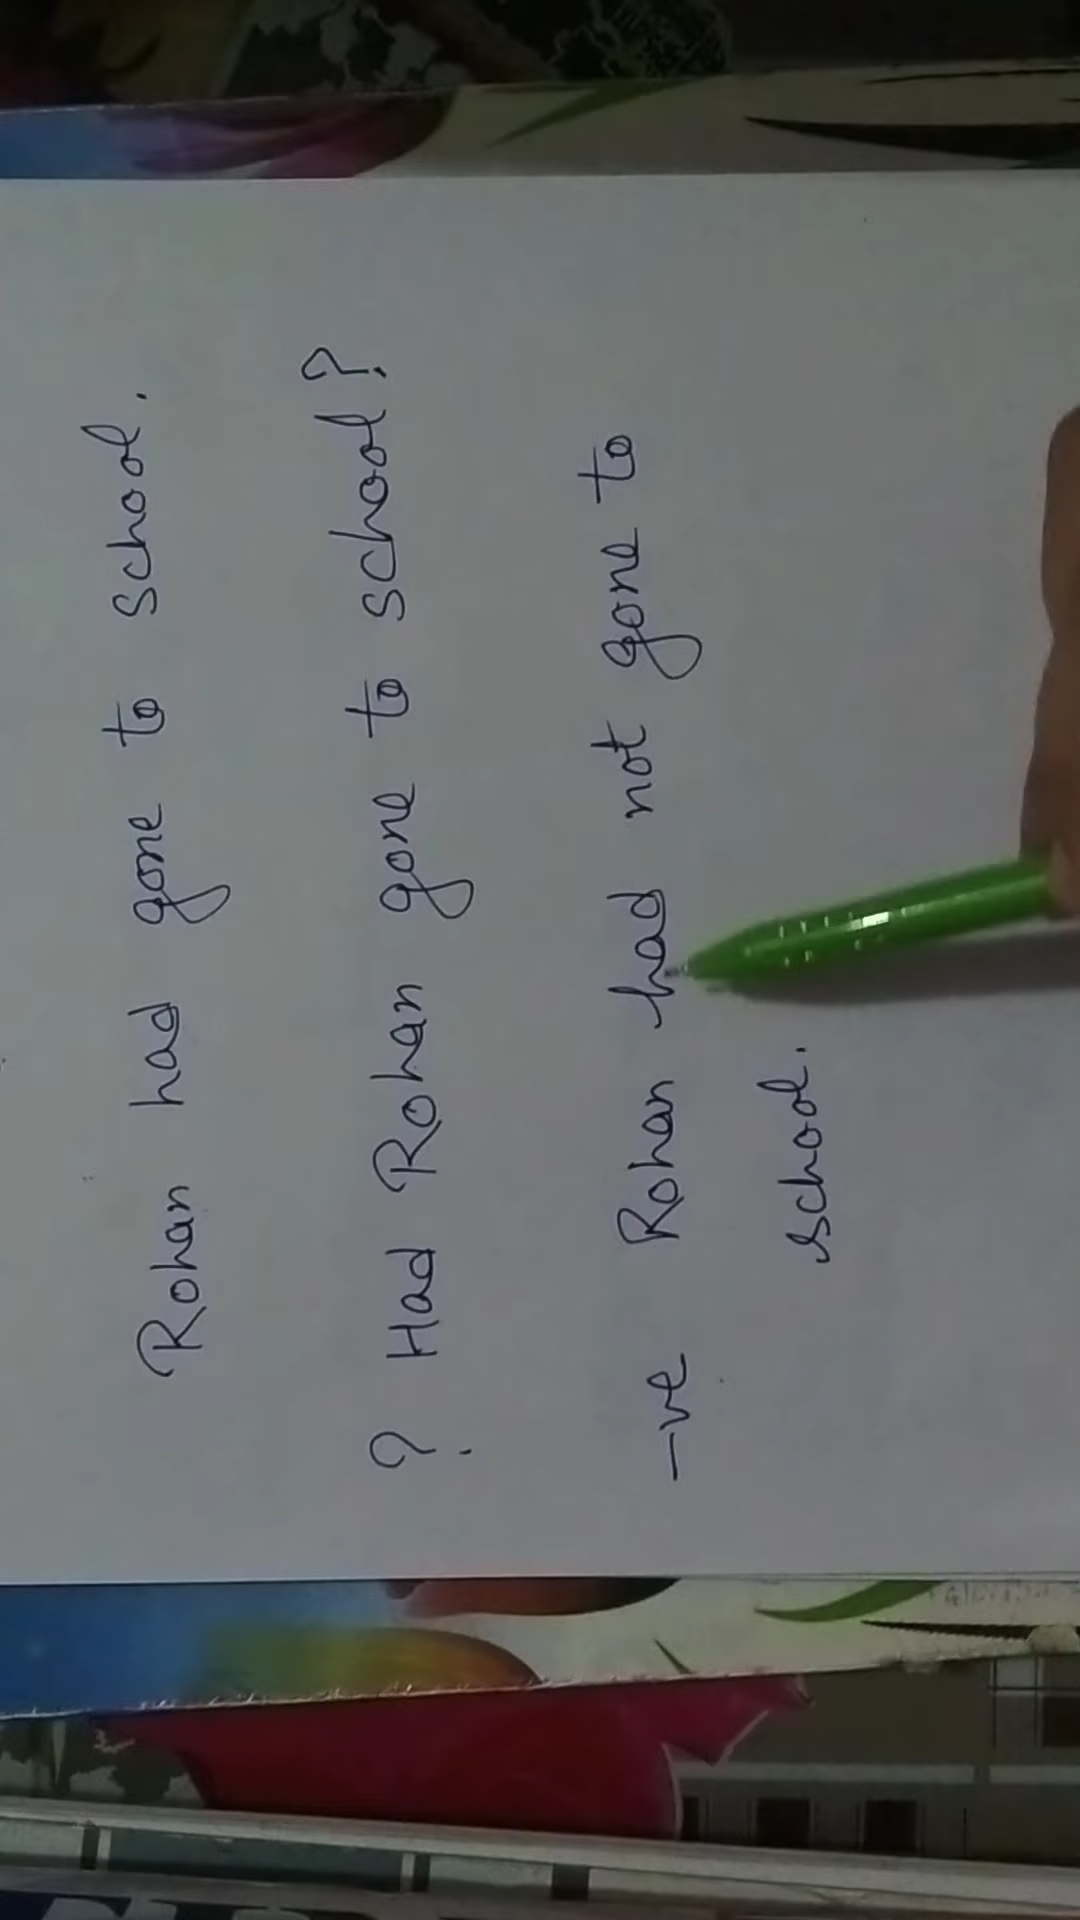 Rohan had gone to school.
? Had Rohan gone to school?
-ve Rohan had not gone to
school.